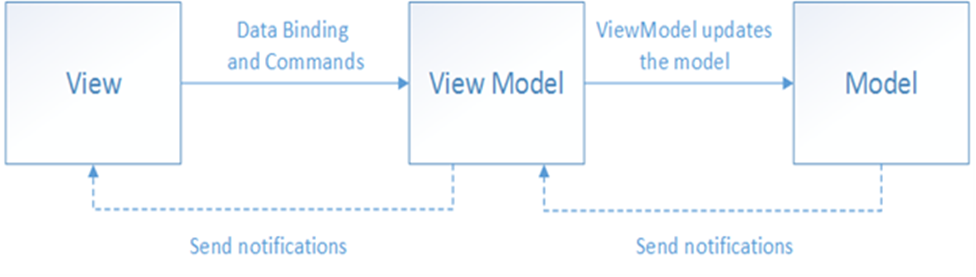 View
Data Binding
and Commands
View Model
ViewModel updates
the model
Model
Send notifications
Send notifications